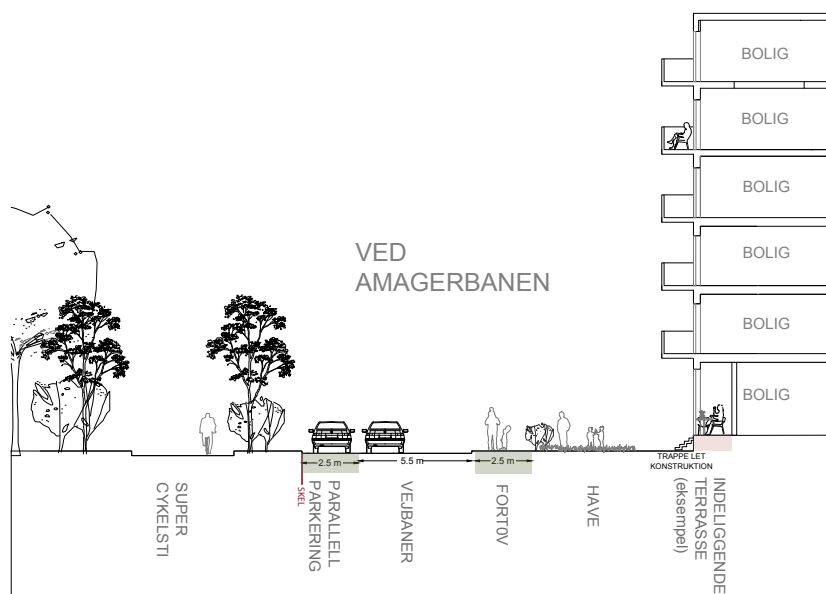 BOLIG
BOLIG
BOLIG
VED
AMAGERBANEN
BOLIG
BOLIG
BOLIG
2.5 m
5.5 m
2.5 m
TRAPPE LET
KONSTRUKTION
SUPER
CYKELSTI
SKEL
PARALLELL
PARKERING
VEJBANER
FORTOV
HAVE
INDELIGGENDE
TERRASSE
(eksempel)